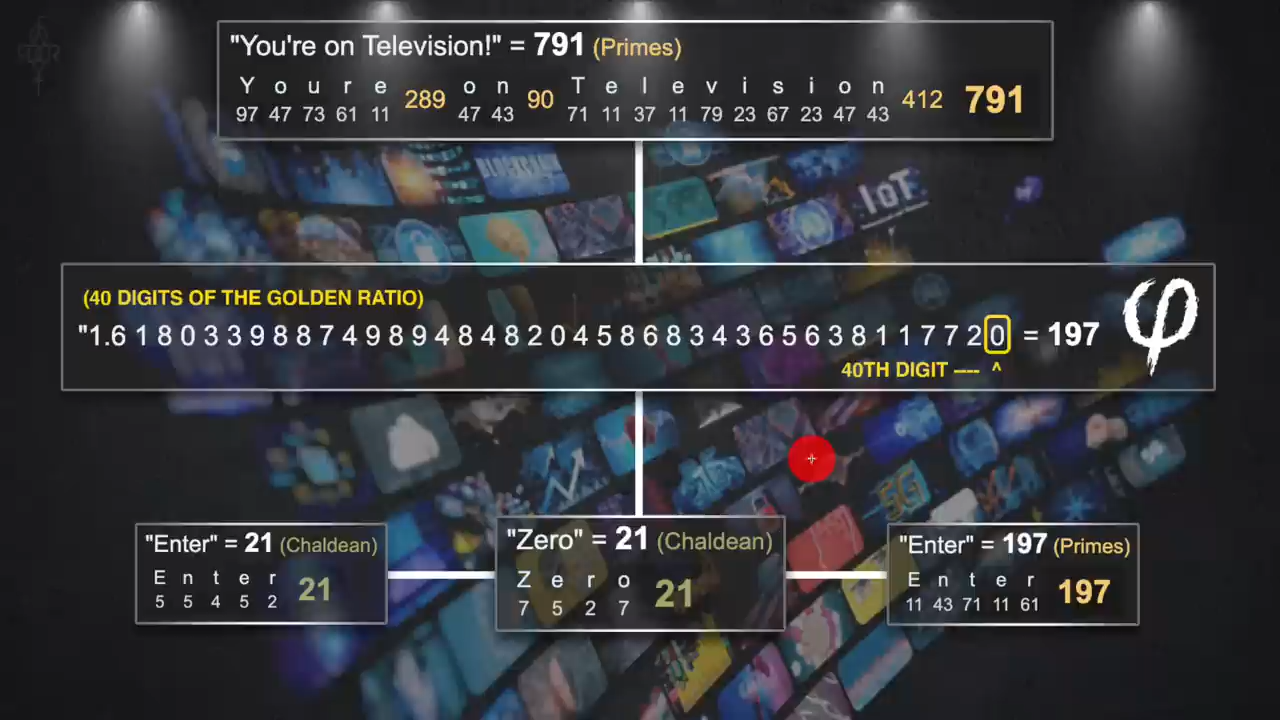 "You're on Television!" = 791 (Primes)
Y o u r e 289 o n 90 T e l e v i s i o n 412 791
97 47 73 61 11 47 43 71 11 37 11 79 23 67 23 47 43
BLOCKCHAIN
IoT
(40 DIGITS OF THE GOLDEN RATIO)
"1.6 1 8 0 3 3 9 8 8 7 4 9 8 9 4 8 4 8 2 0 4 5 8 6 8 3 4 3 6 5 6 3 8 1 1 7 7 2 0 = 197 φ
40TH DIGIT ---- ^
5G
"Enter" = 21 (Chaldean)
E n t e r 21
5 5 4 5 2
"Zero" = 21 (Chaldean)
Z e r o 21
7 5 2 7
"Enter" = 197 (Primes)
E n t e r 197
11 43 71 11 61